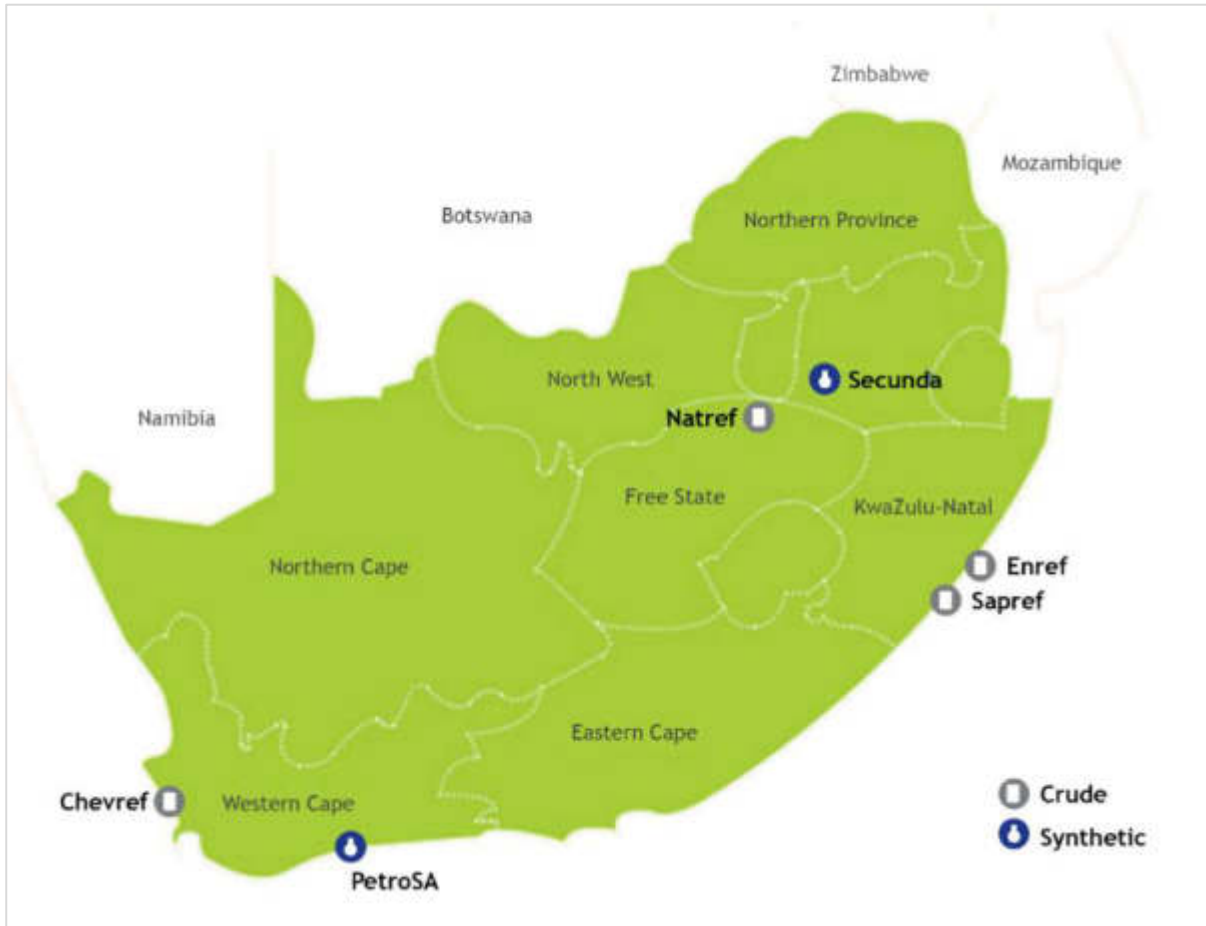 Zimbabwe
Mozambique
Botswana
Northern Province
North West
Secunda
Namibia
Natref
Free State
KwaZulu-Natal
Northern Cape
Enref
Sapref
Eastern Cape
Chevref
Western Cape
Crude
Synthetic
PetroSA